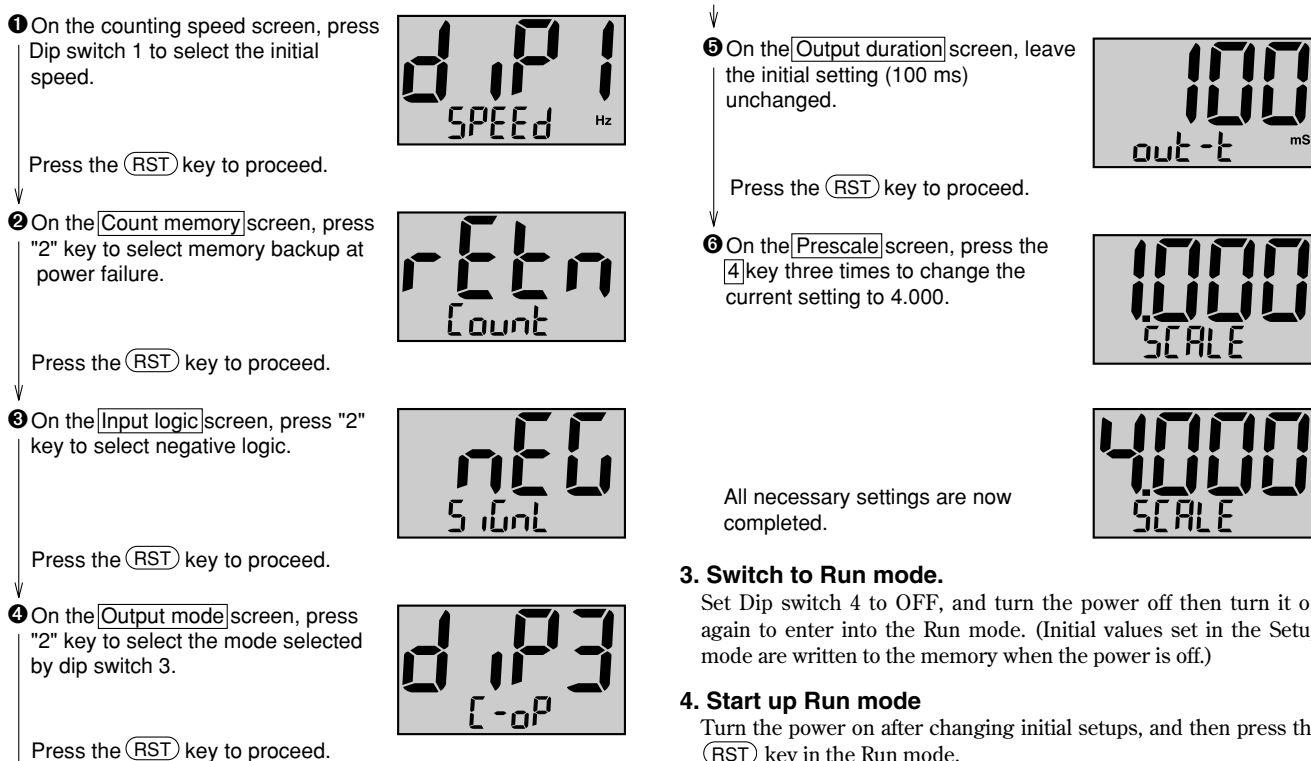 ❶ On the counting speed screen, press
Dip switch 1 to select the initial
speed.
diP1
SPEEd Hz
Press the RST key to proceed.
❷ On the Count memory screen, press
"2" key to select memory backup at
power failure.
rEtn
Count
Press the RST key to proceed.
❸ On the Input logic screen, press "2"
key to select negative logic.
nEG
SiGnL
Press the RST key to proceed.
❹ On the Output mode screen, press
"2" key to select the mode selected
by dip switch 3.
diP3
C-oP
Press the RST key to proceed.
❺ On the Output duration screen, leave
the initial setting (100 ms)
unchanged.
100
out-t mS
Press the RST key to proceed.
❻ On the Prescale screen, press the
4 key three times to change the
current setting to 4.000.
1.000
SCALE
4.000
SCALE
All necessary settings are now
completed.
3. Switch to Run mode.
Set Dip switch 4 to OFF, and turn the power off then turn it
again to enter into the Run mode. (Initial values set in the
mode are written to the memory when the power is off.)
4. Start up Run mode
Turn the power on after changing initial setups, and then press
RST key in the Run mode.